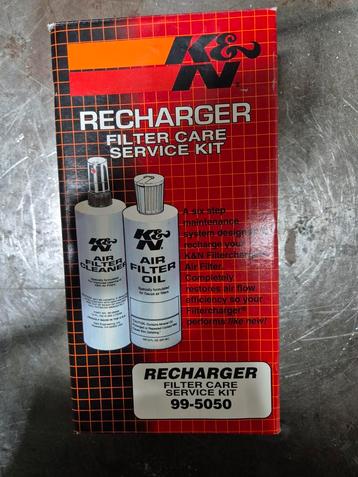 K&N
RECHARGER
FILTER CARE
SERVICE KIT
K&N
AIR
FILTER
CLEANER
K&N
AIR
FILTER
OIL
A six step
maintenance
system designed
recharge your
K&N Filtercharger
Air Filter.
Completely
restores air flow
efficiency so your
Filtercharger
performs like new!
RECHARGER
FILTER CARE
SERVICE KIT
99-5050